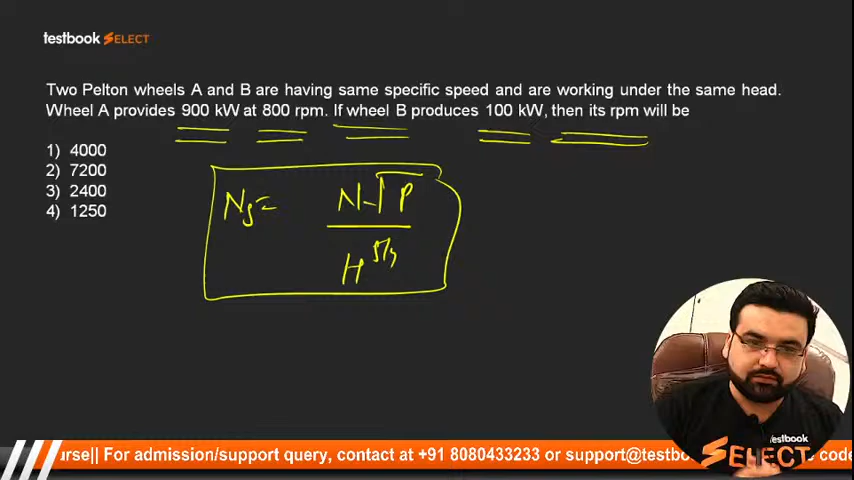 testbook SELECT
Two Pelton wheels A and B are having same specific speed and are working under the same head.
Wheel A provides 900 kW at 800 rpm. If wheel B produces 100 kW, then its rpm will be
1) 4000
2) 7200
3) 2400
4) 1250
Ns = N√P
H^5/4
testbook
SELECT
urse|| For admission/support query, contact at +91 8080433233 or support@testbo
code